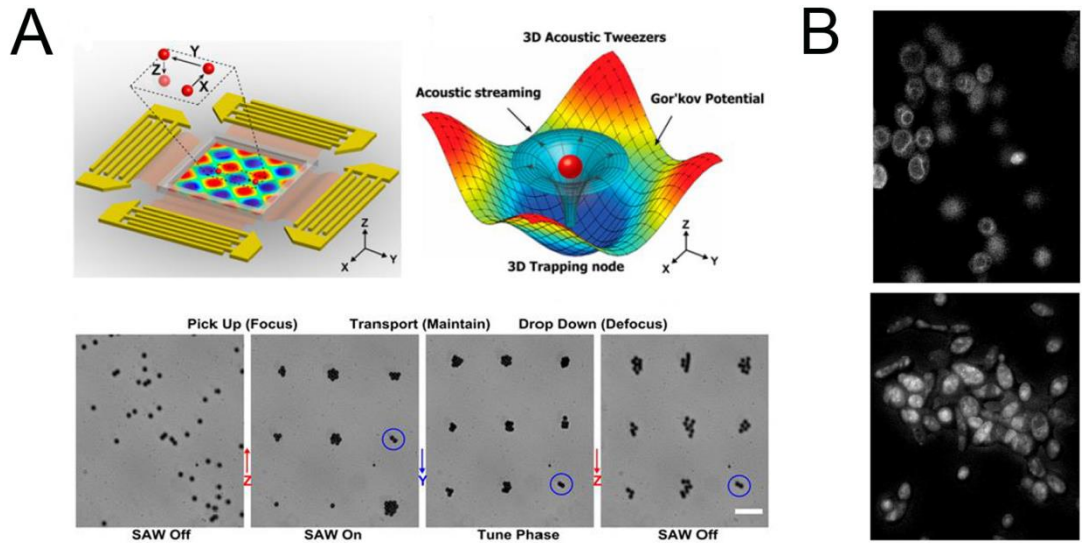 A
B
Y
Z
X
Z
X
Y
3D Acoustic Tweezers
Acoustic streaming
Gor'kov Potential
3D Trapping node
Z
X
Y
Pick Up (Focus)
Transport (Maintain)
Drop Down (Defocus)
Z
Y
Z
SAW Off
SAW On
Tune Phase
SAW Off